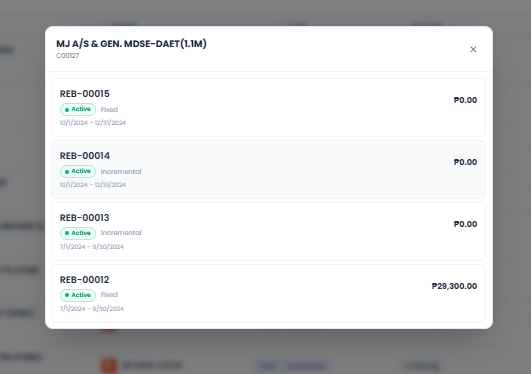 MJ A/S & GEN. MDSE-DAET(1.1M)
C00127
REB-00015
₱0.00
Active Fixed
10/1/2024 - 12/31/2024
REB-00014
₱0.00
Active Incremental
10/1/2024 - 12/31/2024
REB-00013
₱0.00
Active Incremental
7/1/2024 - 9/30/2024
REB-00012
₱29,300.00
Active Fixed
7/1/2024 - 9/30/2024